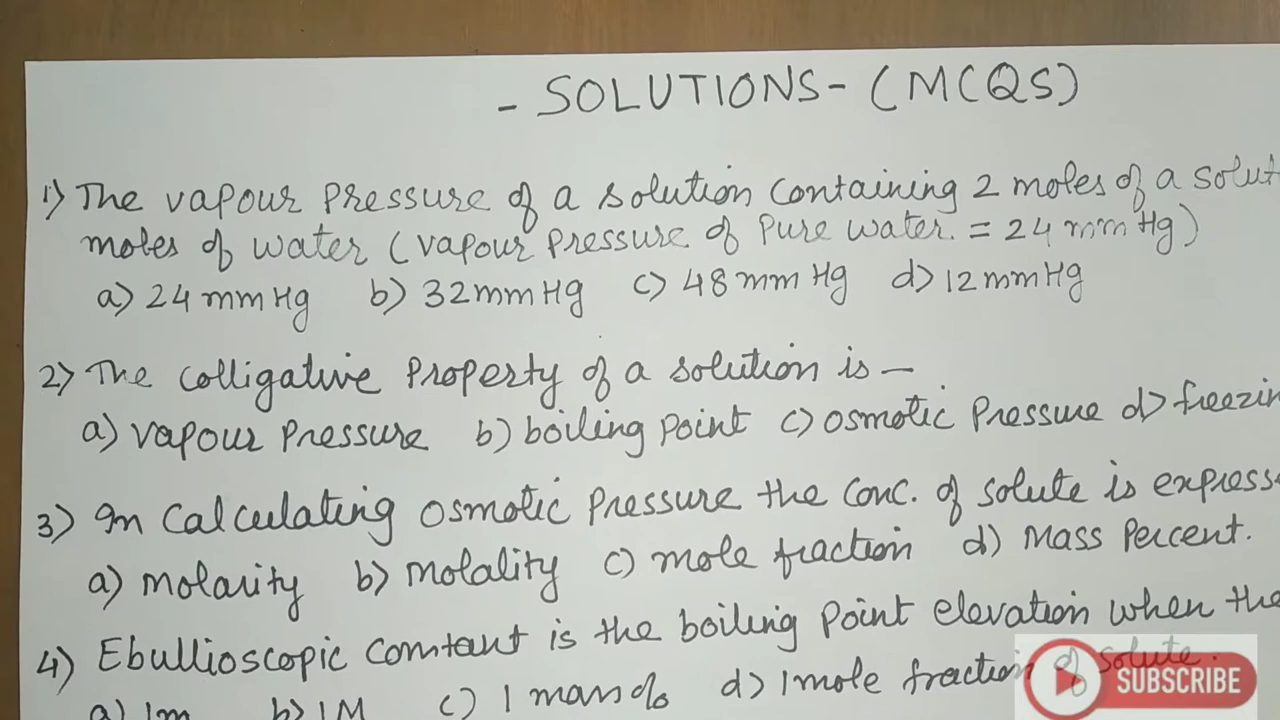 - SOLUTIONS - (MCQS)
1) The vapour pressure of a solution containing 2 moles of a solut
moles of water (vapour pressure of pure water = 24 mm Hg)
a) 24 mm Hg b) 32 mm Hg c) 48 mm Hg d) 12 mm Hg
2) The colligative property of a solution is —
a) vapour pressure b) boiling point c) osmotic pressure d) freezin
3) In calculating osmotic pressure the conc. of solute is express
a) molarity b) molality c) mole fraction d) mass percent.
4) Ebullioscopic constant is the boiling point elevation when the
a) 1m b) 1M c) 1 mass % d) 1 mole fraction of solute.
SUBSCRIBE